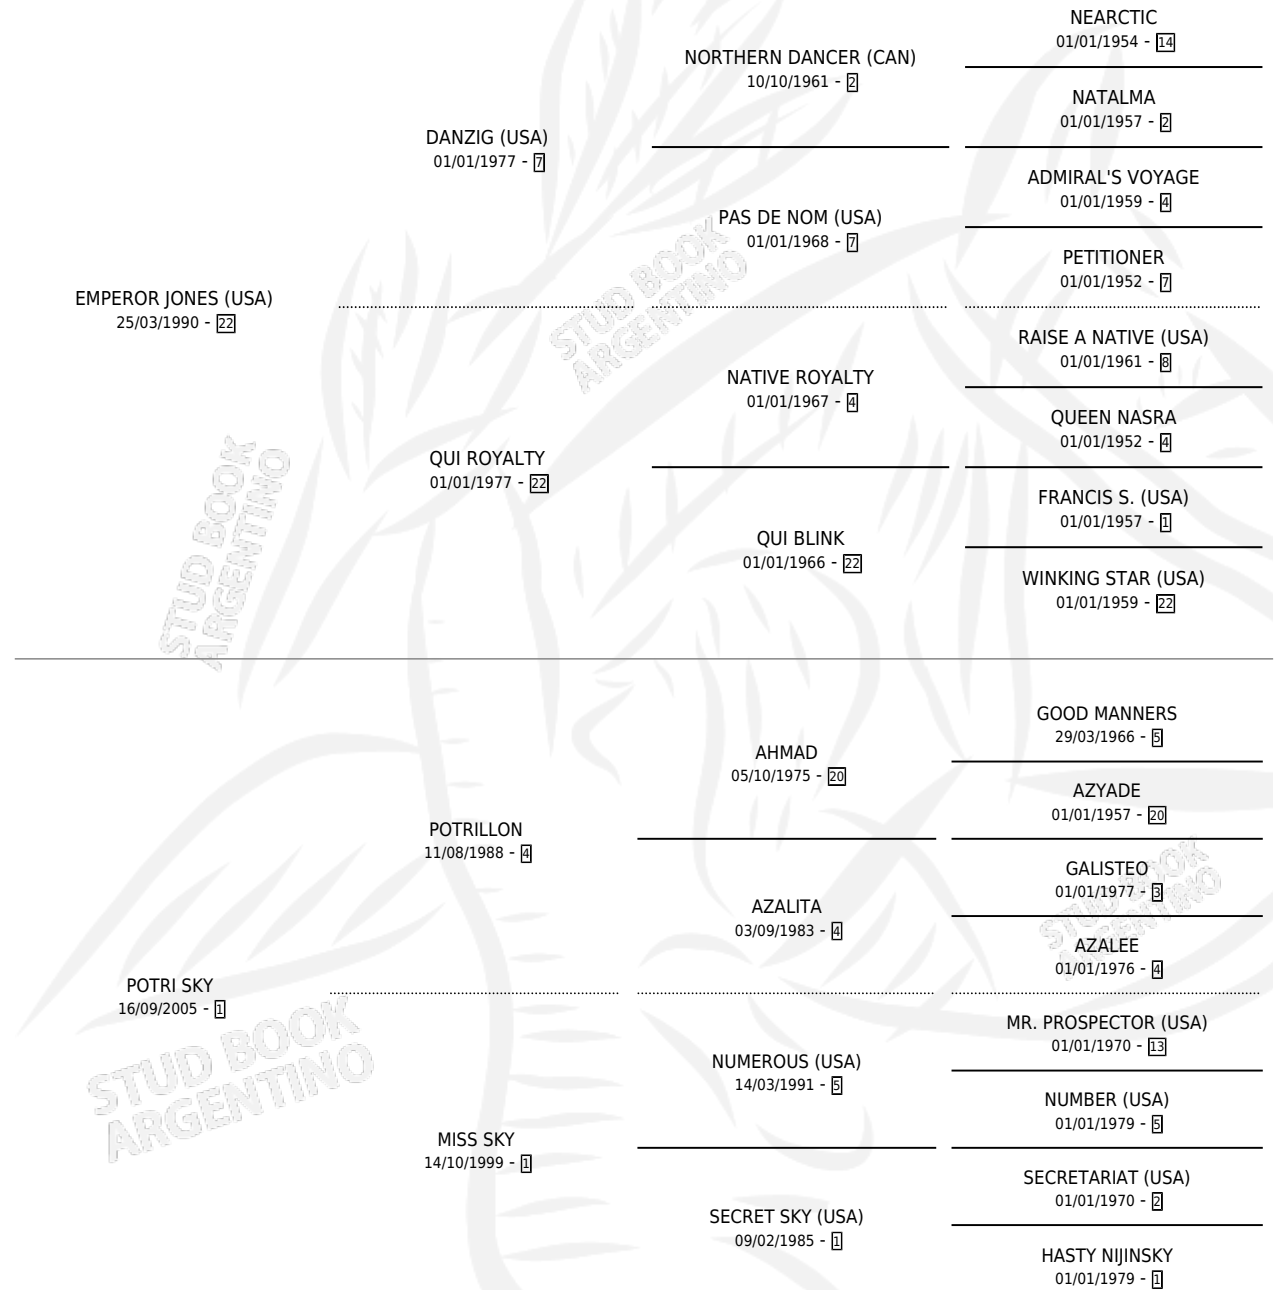 NEARCTIC
01/01/1954 - 14
NORTHERN DANCER (CAN)
10/10/1961 - 2
NATALMA
01/01/1957 - 2
DANZIG (USA)
01/01/1977 - 7
ADMIRAL'S VOYAGE
01/01/1959 - 4
PAS DE NOM (USA)
01/01/1968 - 7
PETITIONER
01/01/1952 - 7
EMPEROR JONES (USA)
25/03/1990 - 22
STUD BOOK
ARGENTINO
RAISE A NATIVE (USA)
01/01/1961 - 8
NATIVE ROYALTY
01/01/1967 - 4
QUEEN NASRA
01/01/1952 - 4
QUI ROYALTY
01/01/1977 - 22
FRANCIS S. (USA)
01/01/1957 - 1
QUI BLINK
01/01/1966 - 22
WINKING STAR (USA)
01/01/1959 - 22
STUD BOOK
ARGENTINO
GOOD MANNERS
29/03/1966 - 5
AHMAD
05/10/1975 - 20
AZYADE
01/01/1957 - 20
POTRILLON
11/08/1988 - 4
GALISTEO
01/01/1977 - 3
AZALITA
03/09/1983 - 4
STUD BOOK
ARGENTINO
AZALEE
01/01/1976 - 4
POTRI SKY
16/09/2005 - 1
MR. PROSPECTOR (USA)
01/01/1970 - 13
NUMEROUS (USA)
14/03/1991 - 5
NUMBER (USA)
01/01/1979 - 5
STUD BOOK
ARGENTINO
MISS SKY
14/10/1999 - 1
SECRETARIAT (USA)
01/01/1970 - 2
SECRET SKY (USA)
09/02/1985 - 1
HASTY NIJINSKY
01/01/1979 - 1